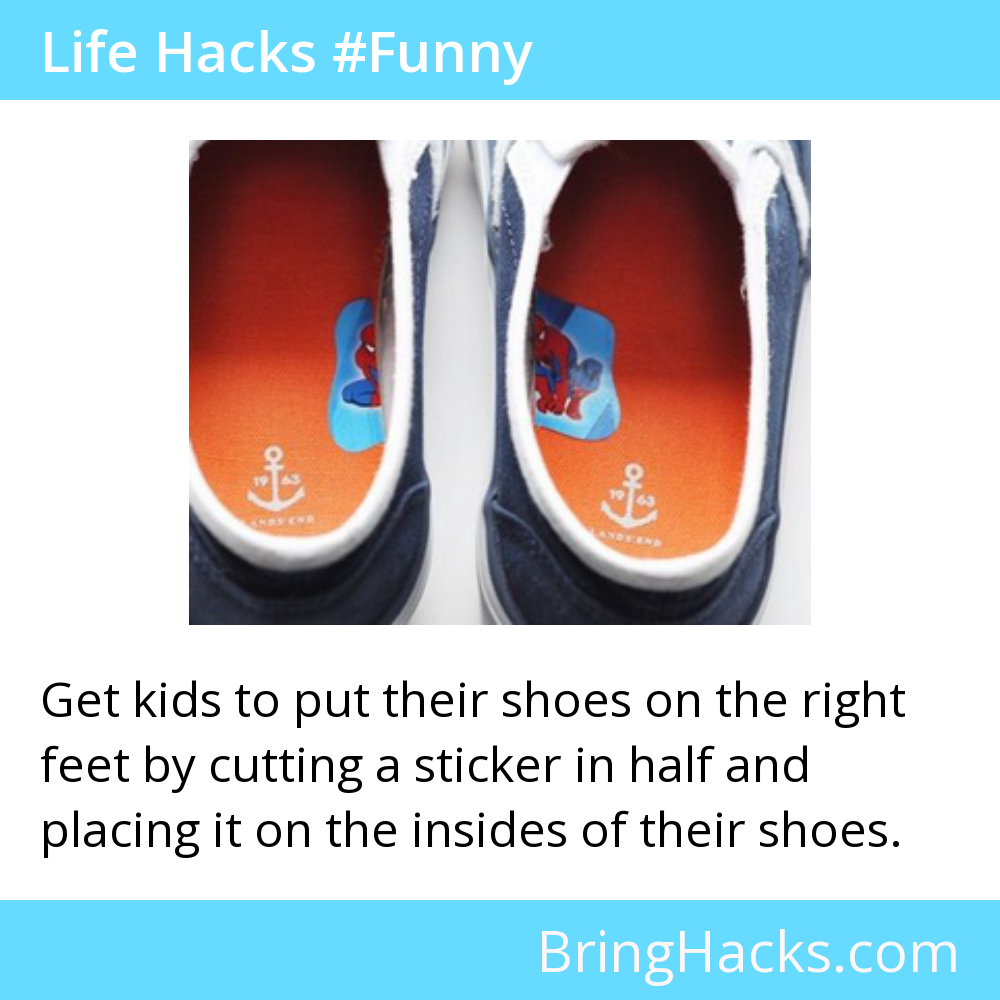 Life Hacks #Funny
19 63
LANDS' END
19 63
LANDS' END
Get kids to put their shoes on the right
feet by cutting a sticker in half and
placing it on the insides of their shoes.
BringHacks.com